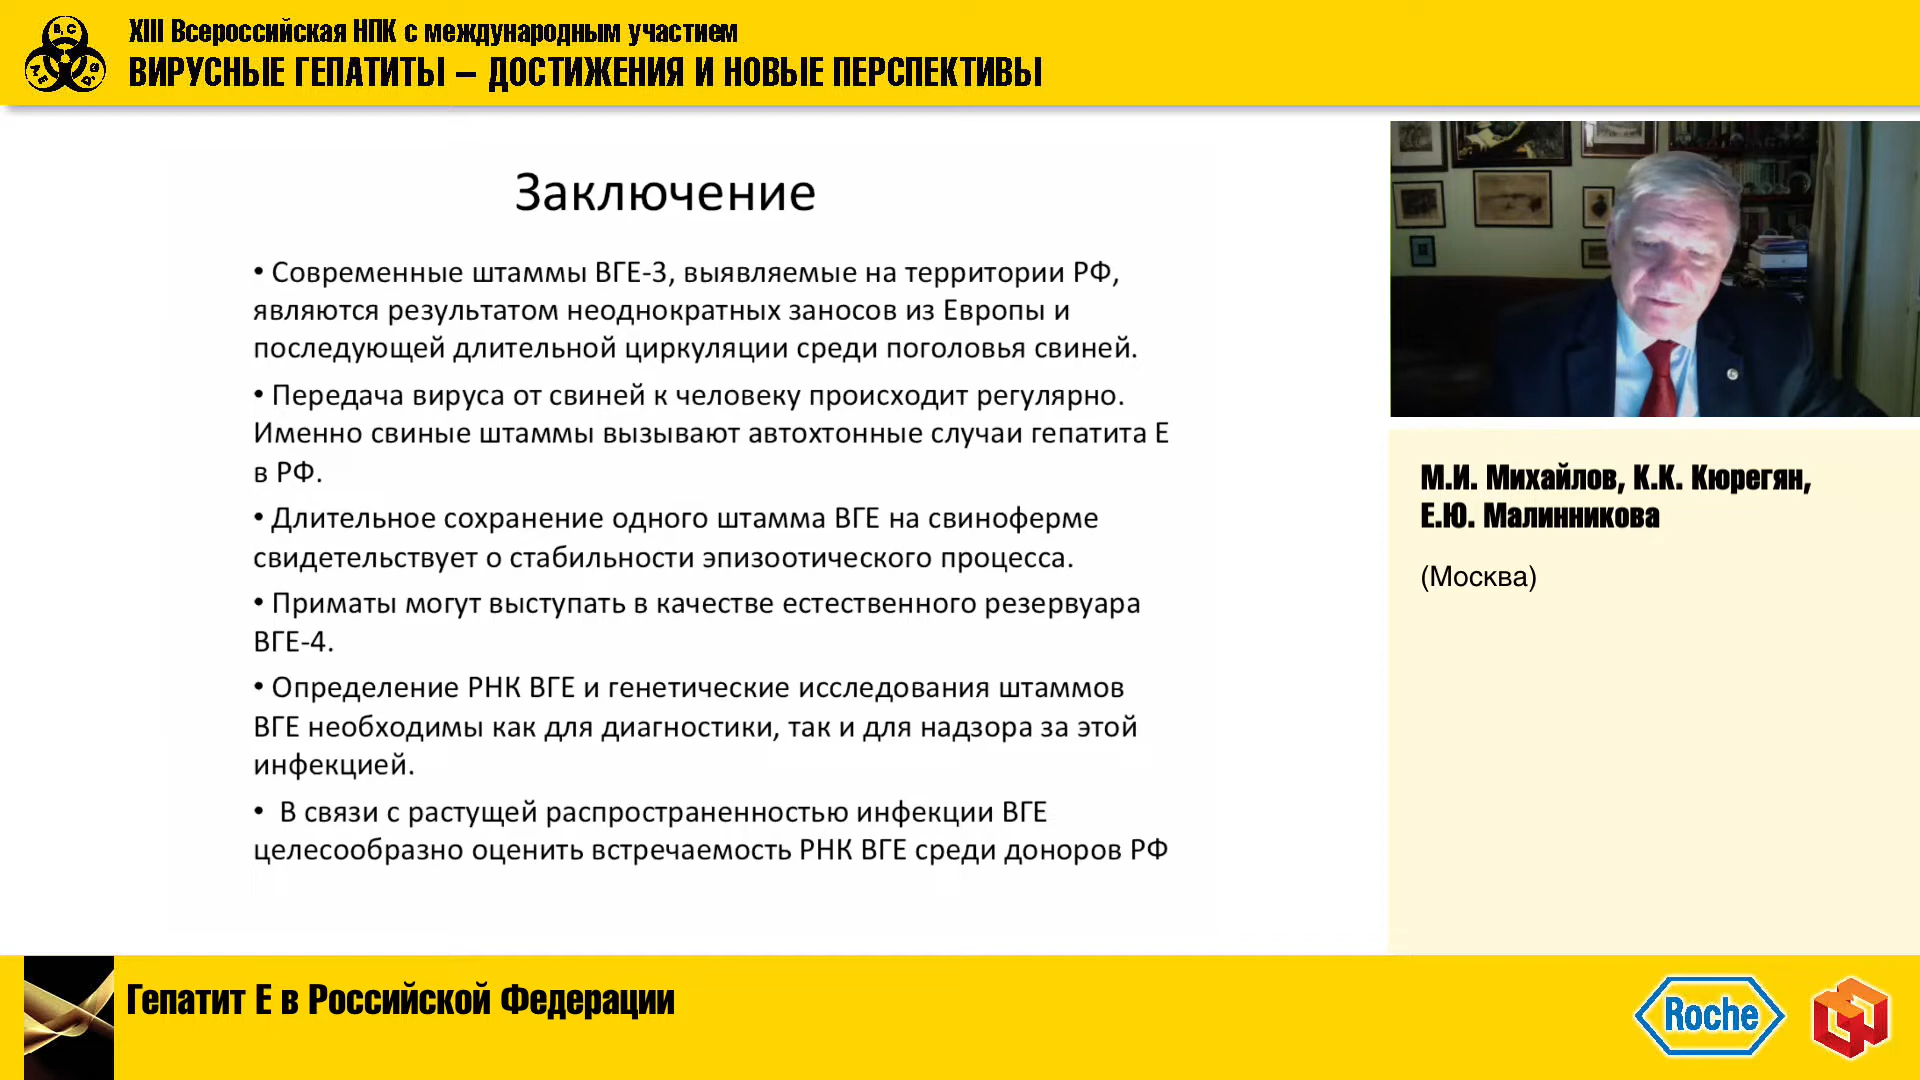 XIII Всероссийская НПК с международным участием
ВИРУСНЫЕ ГЕПАТИТЫ – ДОСТИЖЕНИЯ И НОВЫЕ ПЕРСПЕКТИВЫ
Заключение
• Современные штаммы ВГЕ-3, выявляемые на территории РФ,
являются результатом неоднократных заносов из Европы и
последующей длительной циркуляции среди поголовья свиней.
• Передача вируса от свиней к человеку происходит регулярно.
Именно свиные штаммы вызывают автохтонные случаи гепатита Е
в РФ.
• Длительное сохранение одного штамма ВГЕ на свиноферме
свидетельствует о стабильности эпизоотического процесса.
• Приматы могут выступать в качестве естественного резервуара
ВГЕ-4.
• Определение РНК ВГЕ и генетические исследования штаммов
ВГЕ необходимы как для диагностики, так и для надзора за этой
инфекцией.
• В связи с растущей распространенностью инфекции ВГЕ
целесообразно оценить встречаемость РНК ВГЕ среди доноров РФ
М.И. Михайлов, К.К. Кюрегян,
Е.Ю. Малинникова
(Москва)
Гепатит Е в Российской Федерации
Roche